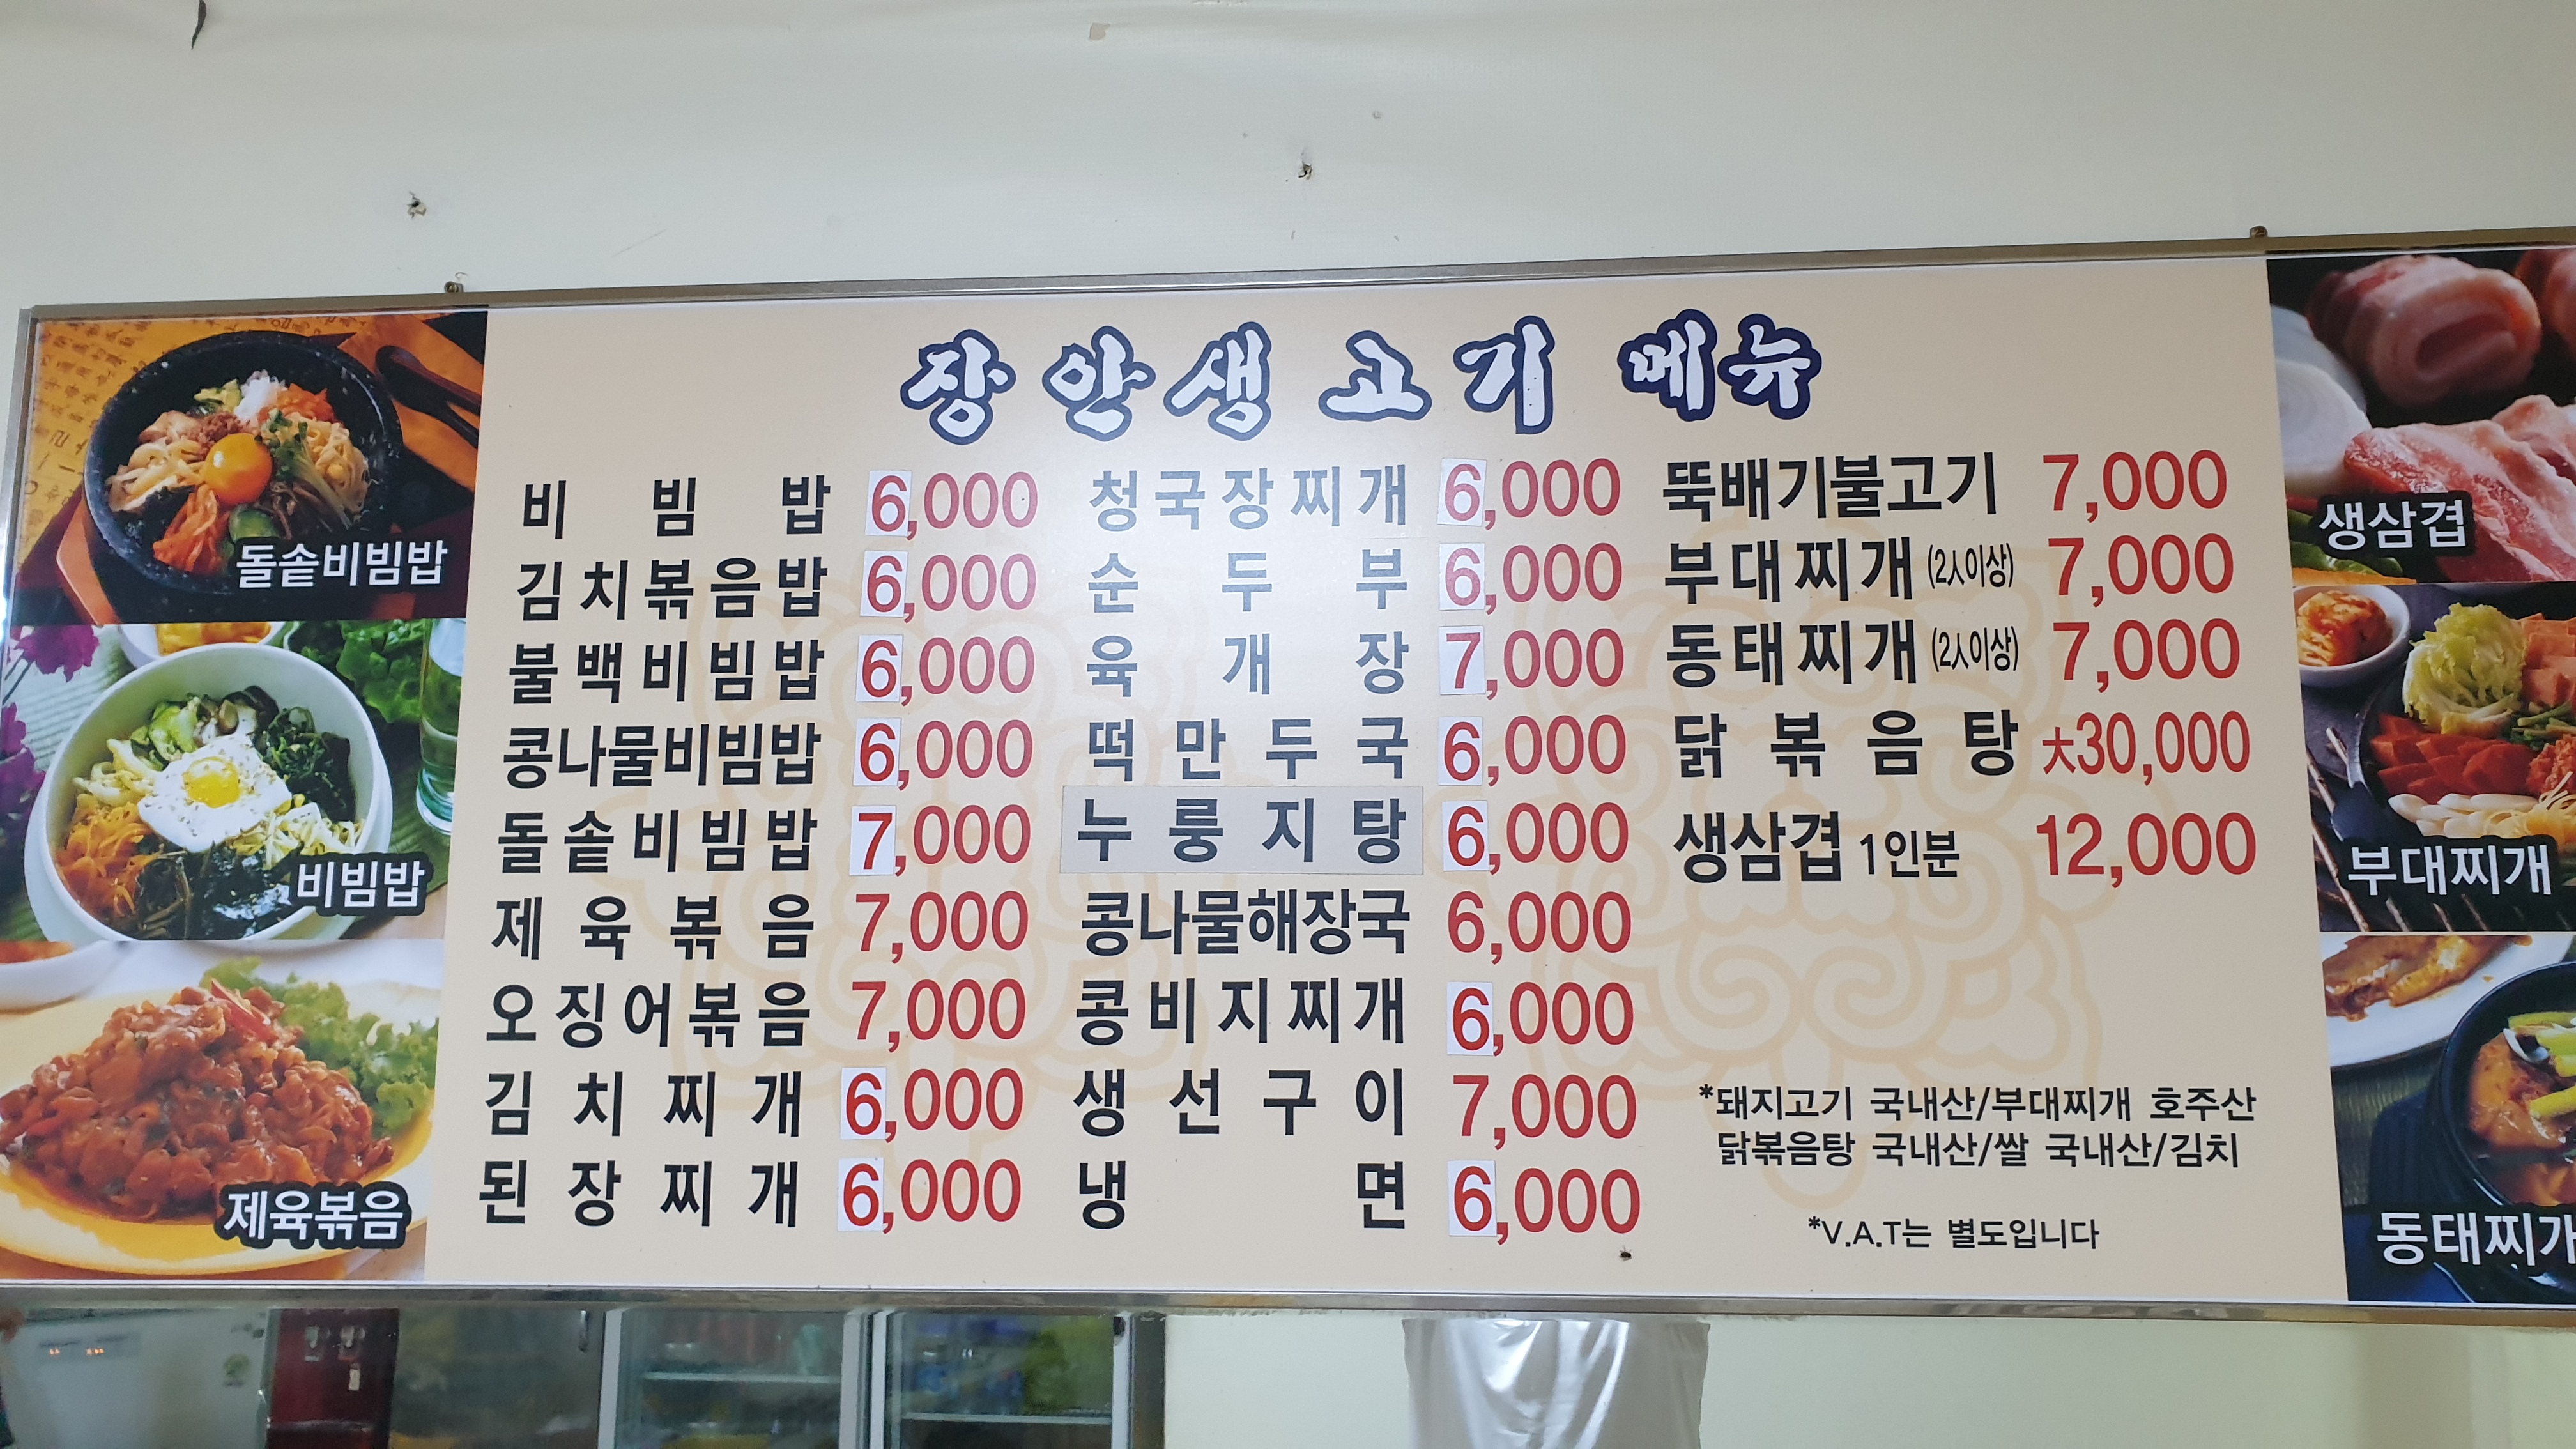 장안생고기 메뉴
비빔밥 6,000
김치볶음밥 6,000
불백비빔밥 6,000
콩나물비빔밥 6,000
돌솥비빔밥 7,000
제육볶음 7,000
오징어볶음 7,000
김치찌개 6,000
된장찌개 6,000
청국장찌개 6,000
순두부 6,000
육개장 7,000
떡만두국 6,000
누룽지탕 6,000
콩나물해장국 6,000
콩비지찌개 6,000
생선구이 7,000
냉면 6,000
뚝배기불고기 7,000
부대찌개 (2人이상) 7,000
동태찌개 (2人이상) 7,000
닭볶음탕 大30,000
생삼겹 1인분 12,000
*돼지고기 국내산/부대찌개 호주산
닭볶음탕 국내산/쌀 국내산/김치
*V.A.T는 별도입니다
돌솥비빔밥
비빔밥
제육볶음
생삼겹
부대찌개
동태찌개